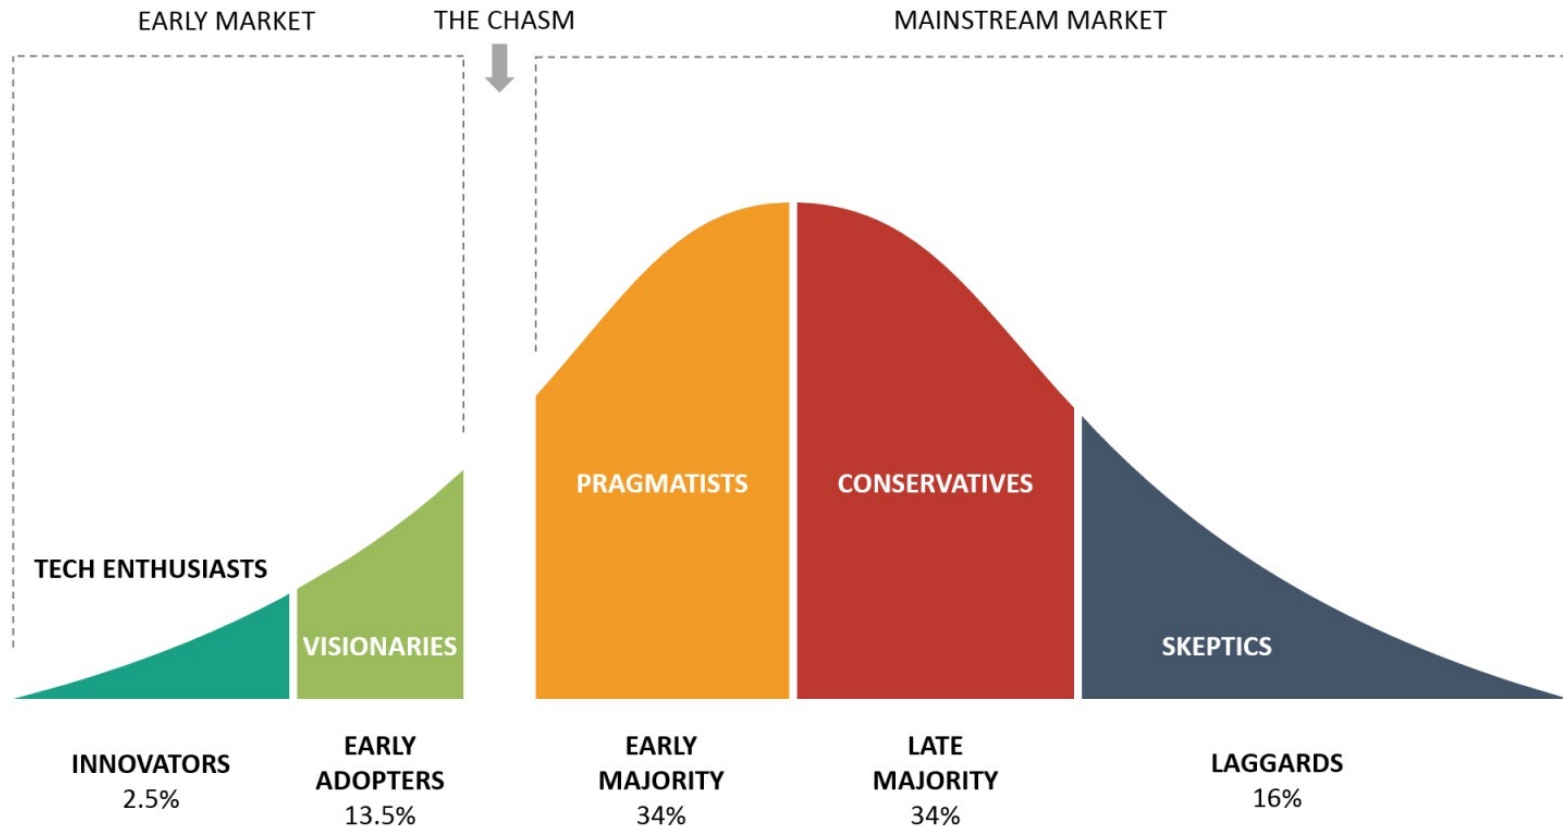 EARLY MARKET
THE CHASM
MAINSTREAM MARKET
PRAGMATISTS
CONSERVATIVES
TECH ENTHUSIASTS
VISIONARIES
SKEPTICS
INNOVATORS
2.5%
EARLY
ADOPTERS
13.5%
EARLY
MAJORITY
34%
LATE
MAJORITY
34%
LAGGARDS
16%